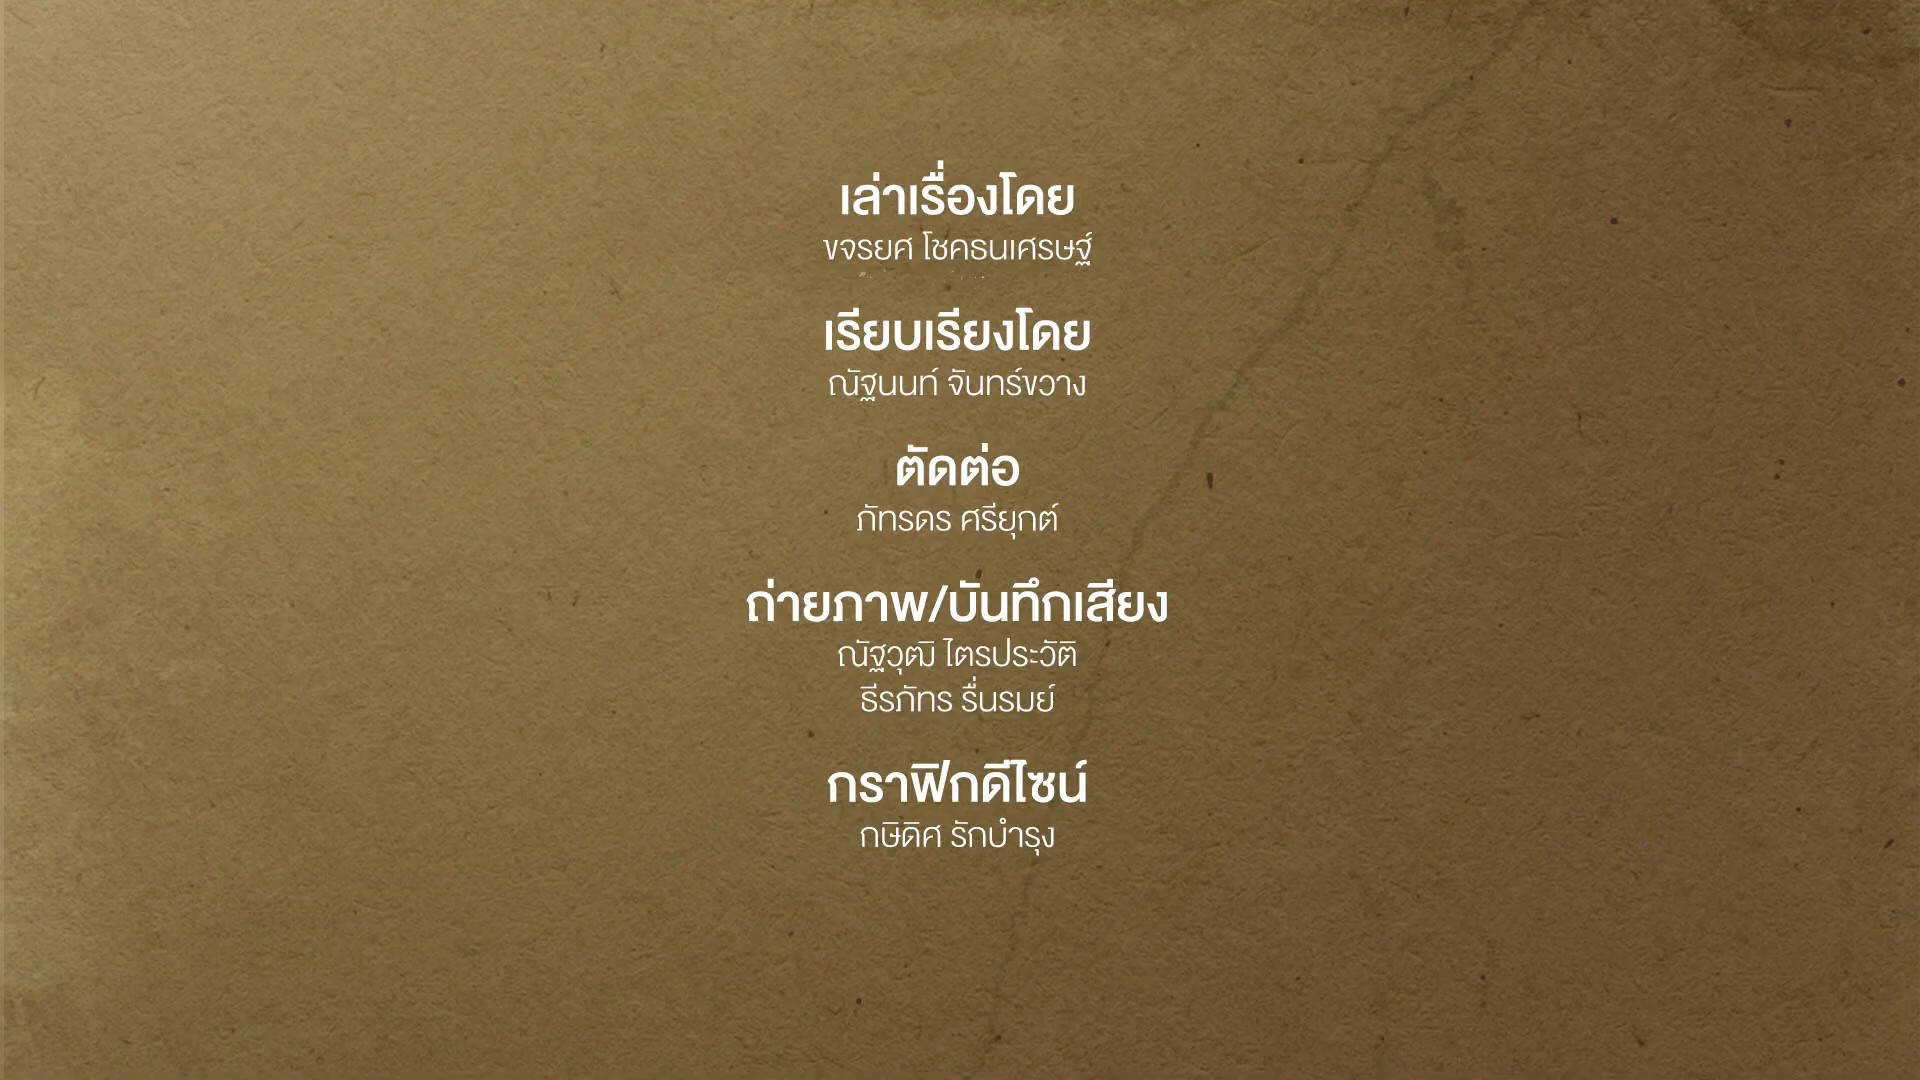 เล่าเรื่องโดย
ขจรยศ โชคธนเศรษฐ์
เรียบเรียงโดย
ณัฐนนท์ จันทร์ขวาง
ตัดต่อ
ภัทรดร ศรียุกต์
ถ่ายภาพ/บันทึกเสียง
ณัฐวุฒิ ไตรประวัติ
ธีรภัทร รื่นรมย์
กราฟิกดีไซน์
กษิดิศ รักบำรุง